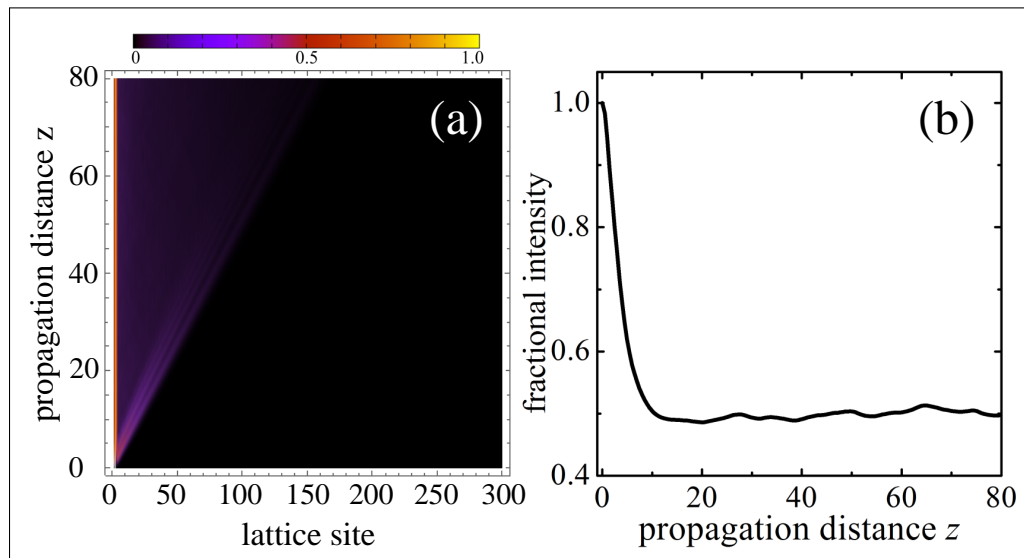 0 0.5 1.0
(a)
80
60
40
20
0
0 50 100 150 200 250 300
lattice site
propagation distance z
(b)
1.0
0.8
0.6
0.4
0 20 40 60 80
propagation distance z
fractional intensity